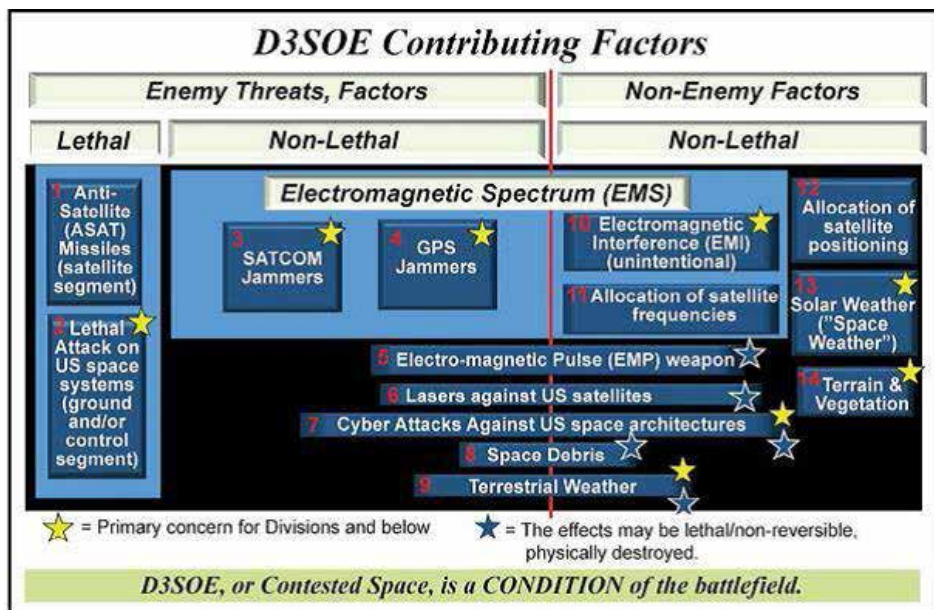 D3SOE Contributing Factors
Enemy Threats, Factors
Non-Enemy Factors
Lethal
Non-Lethal
Non-Lethal
Electromagnetic Spectrum (EMS)
1 Anti-
Satellite
(ASAT)
Missiles
(satellite
segment)
2 Lethal
Attack on
US space
systems
(ground
and/or
control
segment)
3
SATCOM
Jammers
4
GPS
Jammers
10 Electromagnetic
Interference (EMI)
(unintentional)
11 Allocation of satellite
frequencies
12
Allocation of
satellite
positioning
13
Solar Weather
("Space
Weather")
14 Terrain &
Vegetation
5 Electro-magnetic Pulse (EMP) weapon
6 Lasers against US satellites
7 Cyber Attacks Against US space architectures
8 Space Debris
9 Terrestrial Weather
= Primary concern for Divisions and below
= The effects may be lethal/non-reversible,
physically destroyed.
D3SOE, or Contested Space, is a CONDITION of the battlefield.